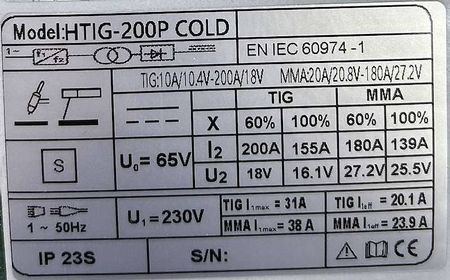 Model:HTIG-200P COLD
1~ f1 f2
EN IEC 60974 -1
TIG:10A/10.4V-200A/18V MMA:20A/20.8V-180A/27.2V
TIG MMA
X 60% 100% 60% 100%
S U₀= 65V I2 200A 155A 180A 139A
U2 18V 16.1V 27.2V 25.5V
1 ~ 50Hz U₁ = 230V TIG I1max = 31A TIG I1eff = 20.1 A
MMA I1max = 38 A MMA I1eff = 23.9 A
IP 23S S/N: CE